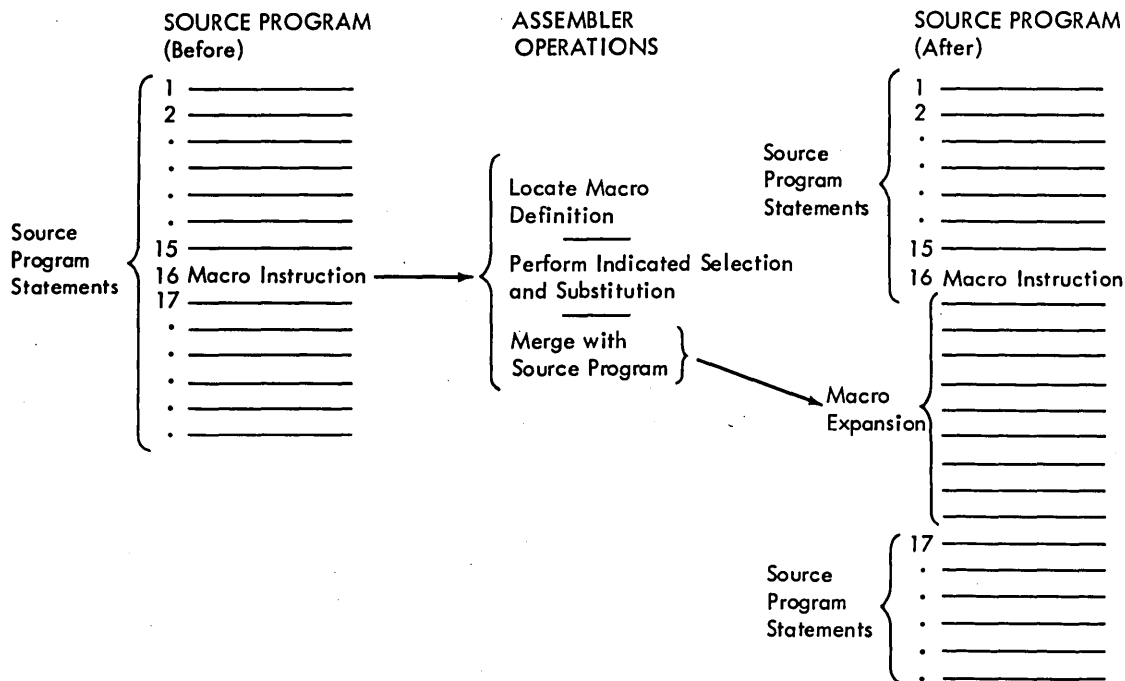 SOURCE PROGRAM
(Before)
1
2
.
.
.
.
15
16 Macro Instruction
17
.
.
.
.
.
Source
Program
Statements
ASSEMBLER
OPERATIONS
Locate Macro
Definition
Perform Indicated Selection
and Substitution
Merge with
Source Program
SOURCE PROGRAM
(After)
1
2
.
.
.
.
15
16 Macro Instruction
Source
Program
Statements
Macro
Expansion
17
.
.
.
.
.
Source
Program
Statements